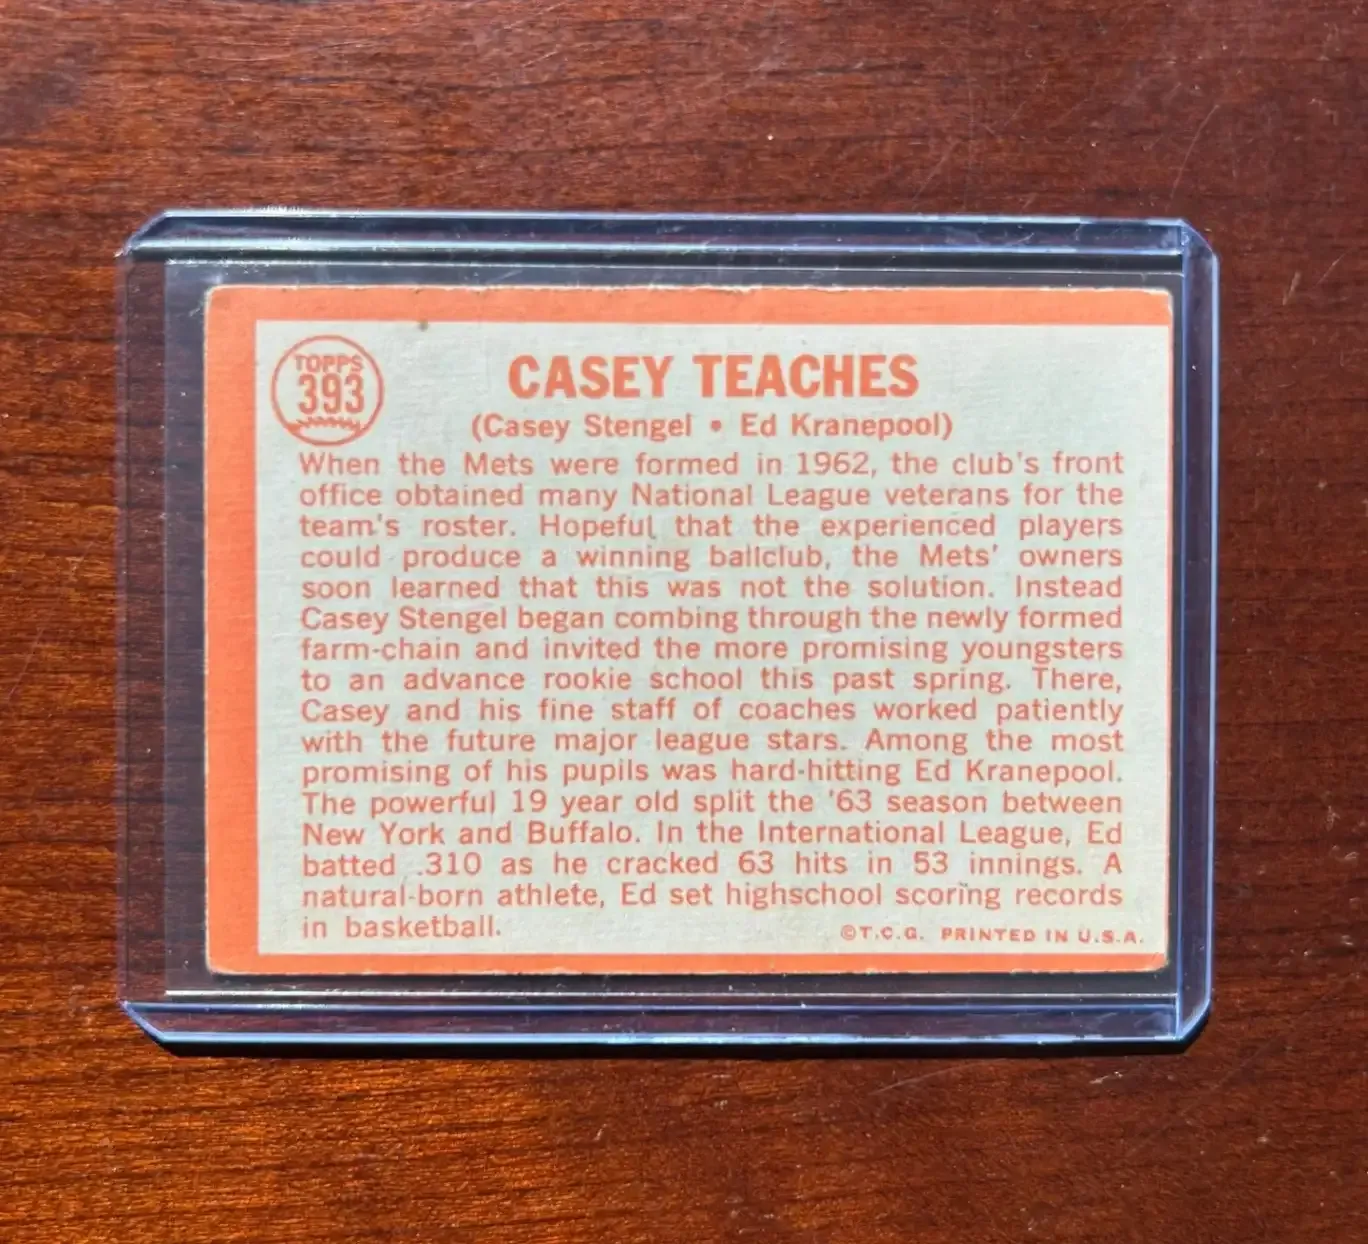 TOPPS
393
CASEY TEACHES
(Casey Stengel • Ed Kranepool)
When the Mets were formed in 1962, the club's front
office obtained many National League veterans for the
team's roster. Hopeful that the experienced players
could produce a winning ballclub, the Mets' owners
soon learned that this was not the solution. Instead
Casey Stengel began combing through the newly formed
farm-chain and invited the more promising youngsters
to an advance rookie school this past spring. There,
Casey and his fine staff of coaches worked patiently
with the future major league stars. Among the most
promising of his pupils was hard-hitting Ed Kranepool.
The powerful 19 year old split the '63 season between
New York and Buffalo. In the International League, Ed
batted .310 as he cracked 63 hits in 53 innings. A
natural-born athlete, Ed set highschool scoring records
in basketball.
©T.C.G. PRINTED IN U.S.A.